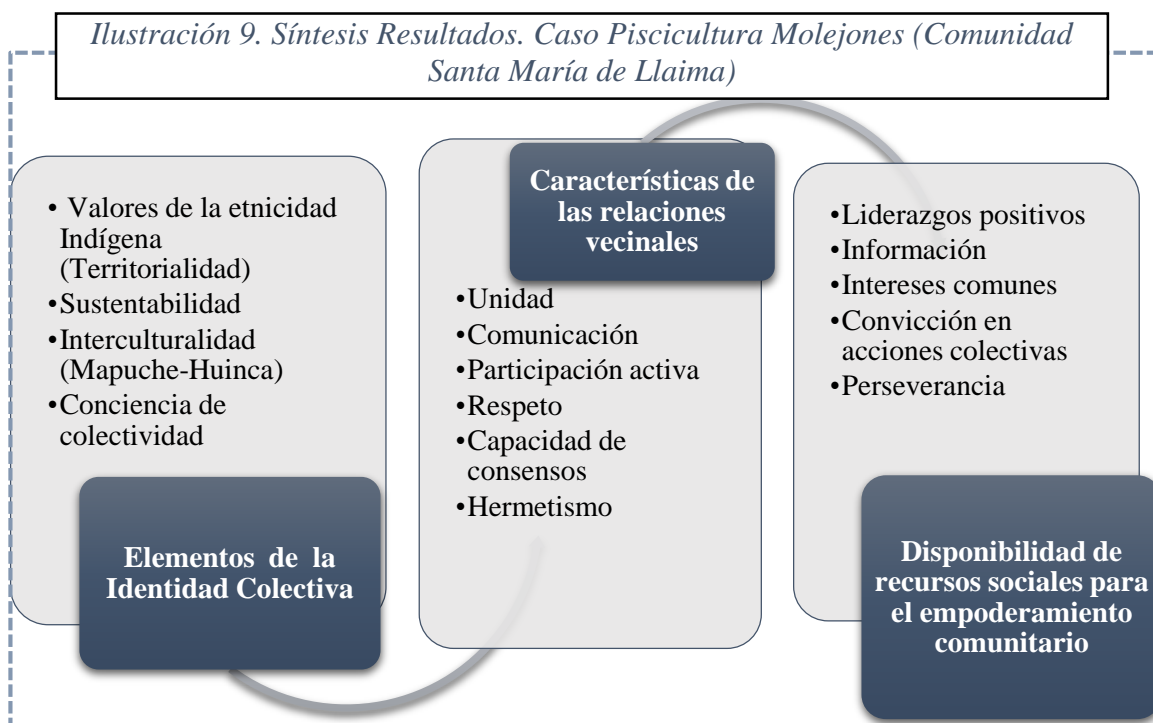 Ilustración 9. Síntesis Resultados. Caso Piscicultura Molejones (Comunidad
Santa María de Llaima)
• Valores de la etnicidad
Indígena
(Territorialidad)
•Sustentabilidad
•Interculturalidad
(Mapuche-Huinca)
•Conciencia de
colectividad
Elementos de la
Identidad Colectiva
Características de
las relaciones
vecinales
•Unidad
•Comunicación
•Participación activa
•Respeto
•Capacidad de
consensos
•Hermetismo
•Liderazgos positivos
•Información
•Intereses comunes
•Convicción en
acciones colectivas
•Perseverancia
Disponibilidad de
recursos sociales para
el empoderamiento
comunitario